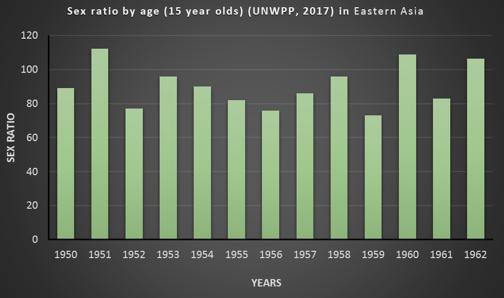 Sex ratio by age (15 year olds) (UNWPP, 2017) in Eastern Asia
120
100
80
60
40
20
0
SEX RATIO
1950 1951 1952 1953 1954 1955 1956 1957 1958 1959 1960 1961 1962
YEARS